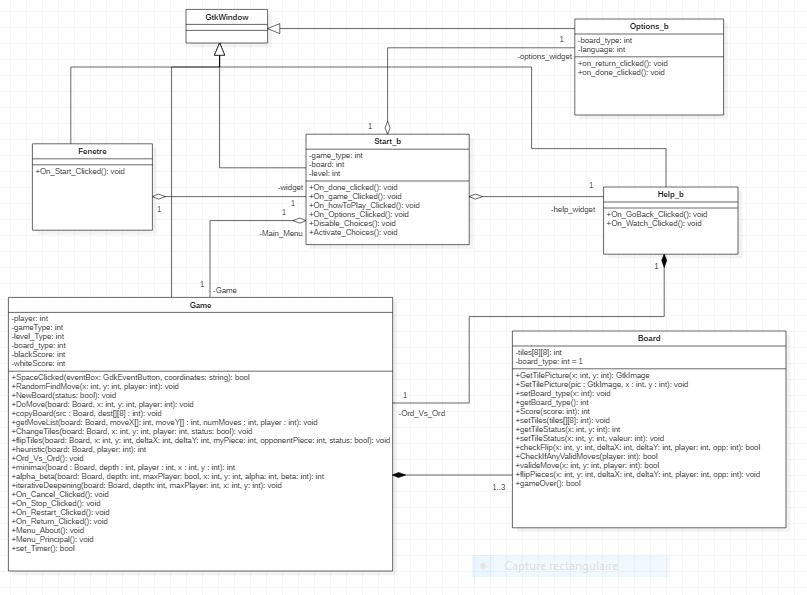 GtkWindow
Options_b
-board_type: int
-language: int
+on_return_clicked(): void
+on_done_clicked(): void
1
-options_widget
1
Fenetre
+On_Start_Clicked(): void
1
Start_b
-game_type: int
-board: int
-level: int
+On_done_clicked(): void
+On_game_Clicked(): void
+On_howToPlay_Clicked(): void
+On_Options_Clicked(): void
+Disable_Choices(): void
+Activate_Choices(): void
-widget
1
1
-Main_Menu
1
-help_widget
Help_b
+On_GoBack_Clicked(): void
+On_Watch_Clicked(): void
1
1
-Game
Game
-player: int
-gameType: int
-level_Type: int
-board_type: int
-blackScore: int
-whiteScore: int
+SpaceClicked(eventBox: GdkEventButton, coordinates: string): bool
+RandomFindMove(x: int, y: int, player: int): void
+NewBoard(status: bool): void
+DoMove(board: Board, x: int, y: int, player: int): void
+copyBoard(src : Board, dest[][8] : int): void
+getMoveList(board: Board, moveX[]: int, moveY[] : int, numMoves : int, player : int): void
+ChangeTiles(board: Board, x: int, y: int, player: int, status: bool): void
+flipTiles(board: Board, x: int, y: int, deltaX: int, deltaY: int, myPiece: int, opponentPiece: int, status: bool): void
+heuristic(board: Board, player: int): int
+Ord_Vs_Ord(): void
+minimax(board : Board, depth : int, player : int, x : int, y : int): int
+alpha_beta(board: Board, depth: int, maxPlayer: bool, x: int, y: int, alpha: int, beta: int): int
+iterativeDeepening(board: Board, depth: int, maxPlayer: int, x: int, y: int): void
+On_Cancel_Clicked(): void
+On_Stop_Clicked(): void
+On_Restart_Clicked(): void
+On_Return_Clicked(): void
+Menu_About(): void
+Menu_Principal(): void
+set_Timer(): bool
1
-Ord_Vs_Ord
1..3
Board
-tiles[8][8]: int
-board_type: int = 1
+GetTilePicture(x: int, y: int): GtkImage
+SetTilePicture(pic : GtkImage, x : int, y : int): void
+setBoard_type(x: int): void
+getBoard_type(): int
+Score(score: int): int
+setTiles(tiles[][8]: int): void
+getTileStatus(x: int, y: int): int
+setTileStatus(x: int, y: int, valeur: int): void
+checkFlip(x: int, y: int, deltaX: int, deltaY: int, player: int, opp: int): bool
+CheckIfAnyValidMoves(player: int): bool
+valideMove(x: int, y: int, player: int): bool
+flipPieces(x: int, y: int, deltaX: int, deltaY: int, player: int, opp: int): void
+gameOver(): bool
Capture rectangulaire